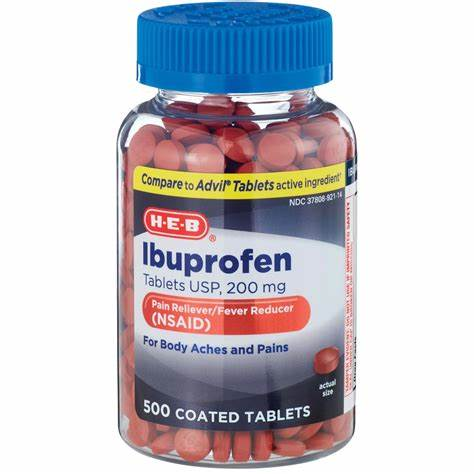 Compare to Advil® Tablets active ingredient*
NDC 37808-921-14
H-E-B®
Ibuprofen
Tablets USP, 200 mg
Pain Reliever/Fever Reducer
(NSAID)
For Body Aches and Pains
actual
size
500 COATED TABLETS